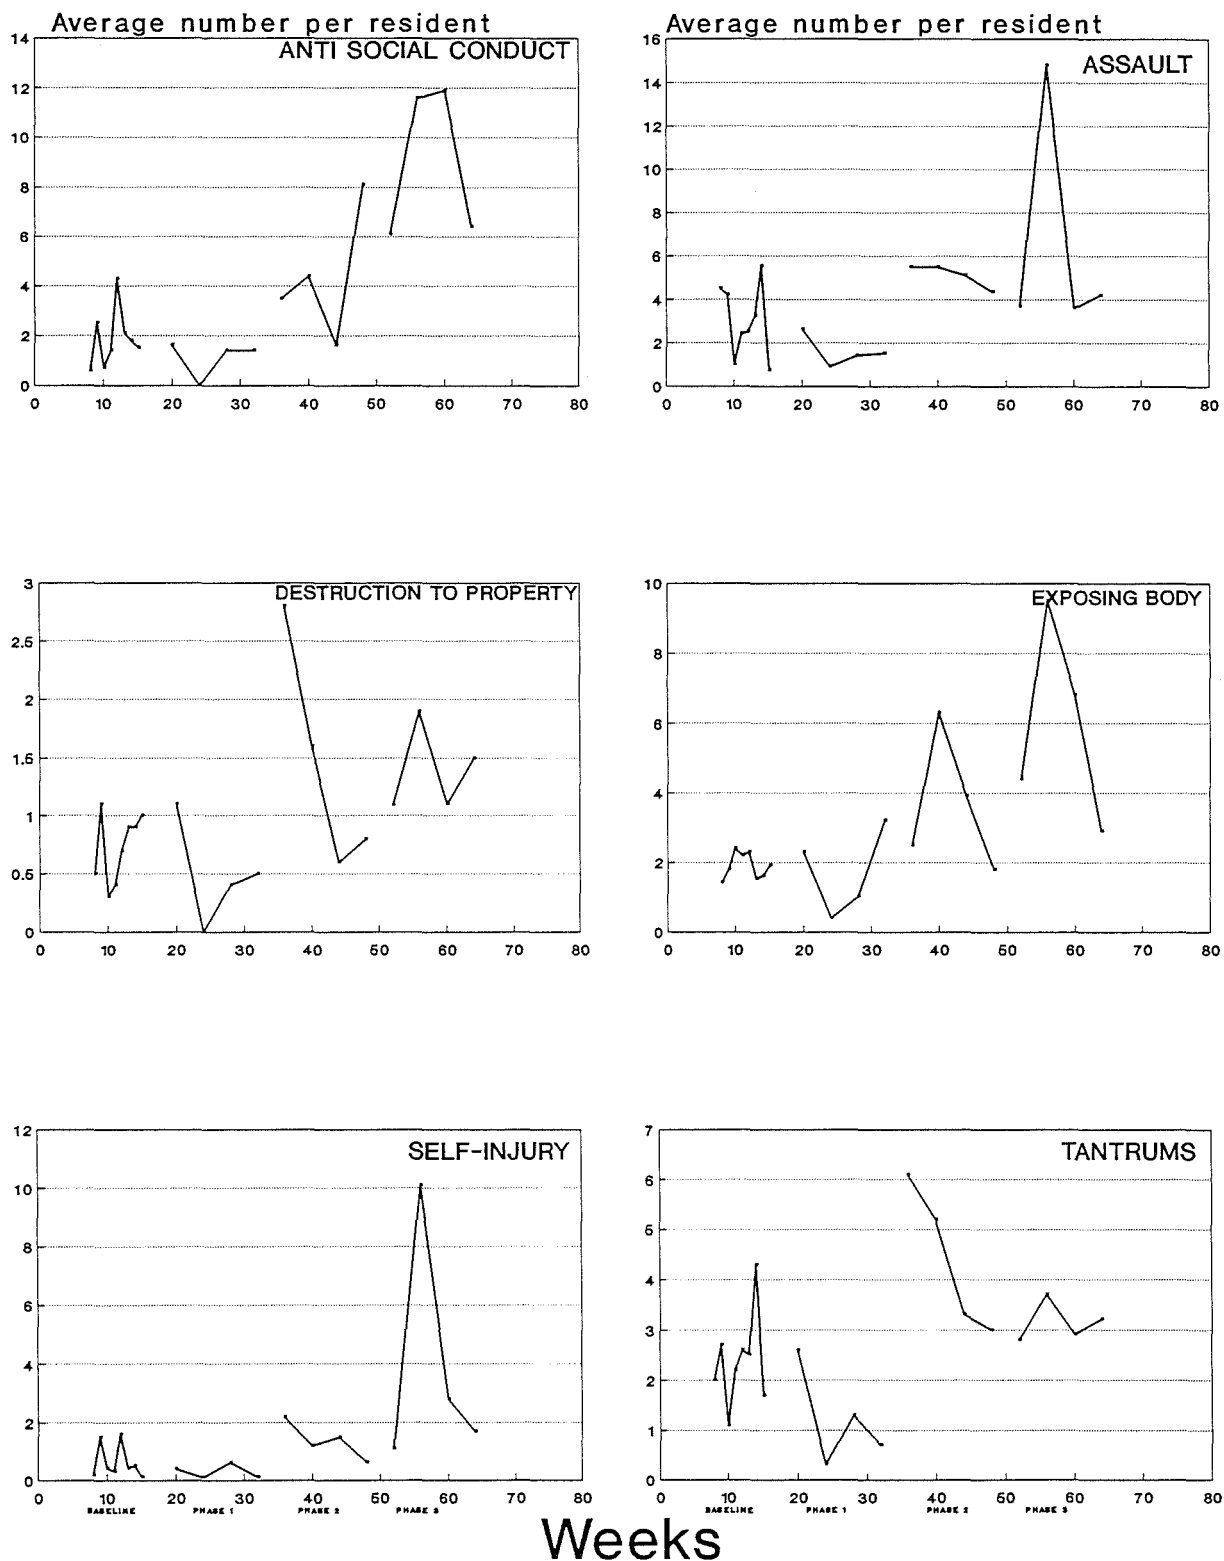 Average number per resident
ANTI SOCIAL CONDUCT
14
12
10
8
6
4
2
0
0 10 20 30 40 50 60 70 80
Average number per resident
ASSAULT
16
14
12
10
8
6
4
2
0
0 10 20 30 40 50 60 70 80
DESTRUCTION TO PROPERTY
3
2.5
2
1.5
1
0.5
0
0 10 20 30 40 50 60 70 80
EXPOSING BODY
10
8
6
4
2
0
0 10 20 30 40 50 60 70 80
SELF-INJURY
12
10
8
6
4
2
0
0 10 20 30 40 50 60 70 80
BASELINE PHASE 1 PHASE 2 PHASE 3
TANTRUMS
7
6
5
4
3
2
1
0
0 10 20 30 40 50 60 70 80
BASELINE PHASE 1 PHASE 2 PHASE 3
Weeks